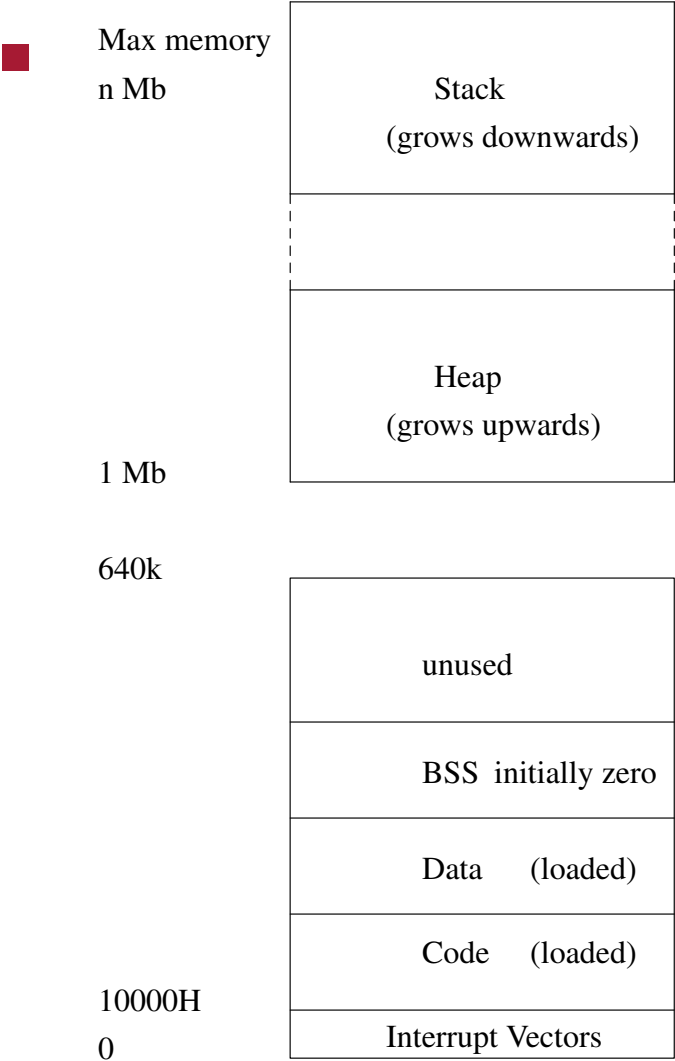 Max memory
n Mb
Stack
(grows downwards)
Heap
(grows upwards)
1 Mb
640k
unused
BSS initially zero
Data (loaded)
Code (loaded)
10000H
Interrupt Vectors
0